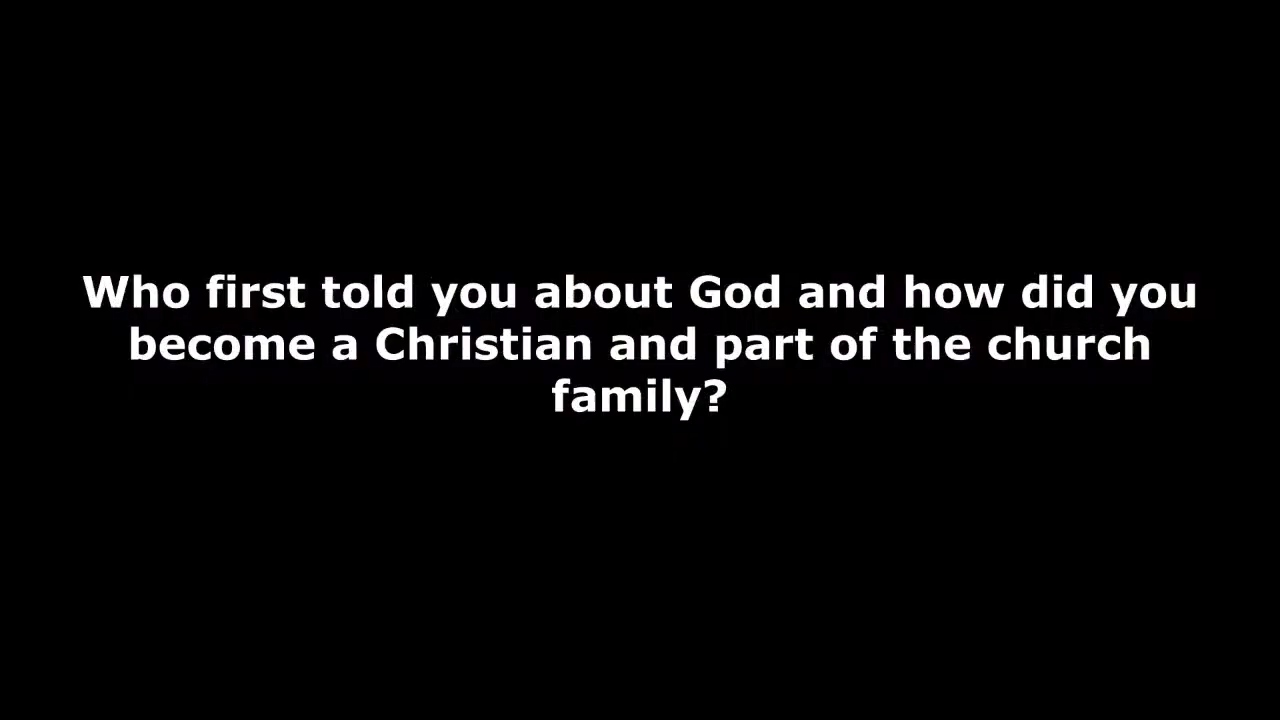 Who first told you about God and how did you
become a Christian and part of the church
family?